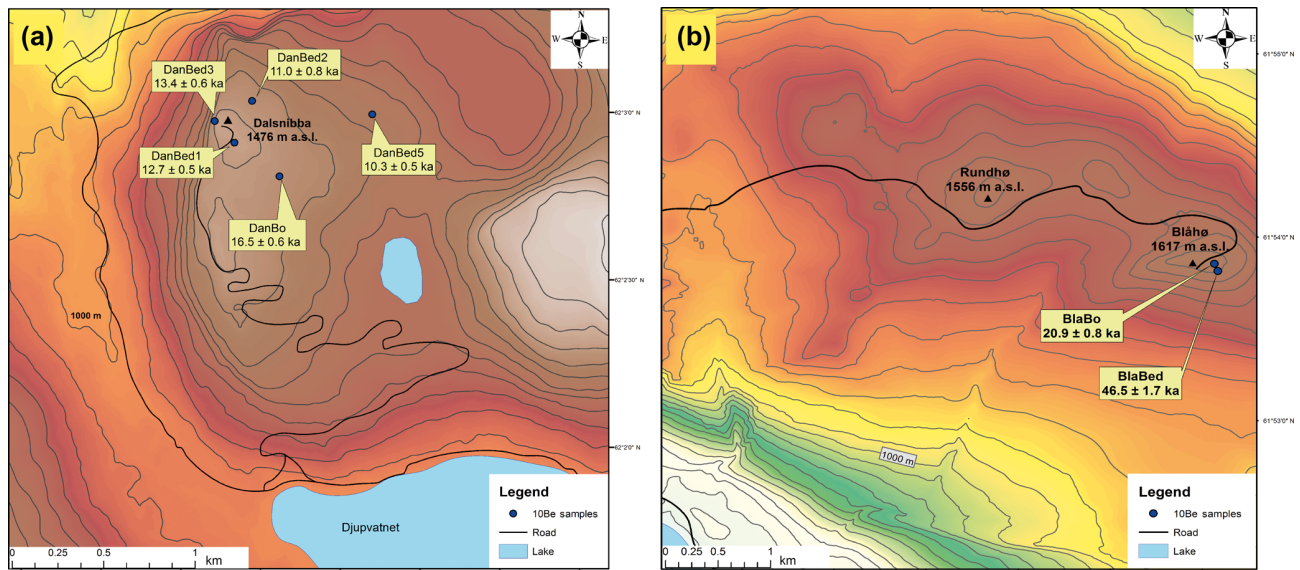 (a)
N
W E
S
DanBed2
11.0 ± 0.8 ka
DanBed3
13.4 ± 0.6 ka
Dalsnibba
1476 m a.s.l.
DanBed1
12.7 ± 0.5 ka
DanBed5
10.3 ± 0.5 ka
DanBo
16.5 ± 0.6 ka
1000 m
62°3'0" N
62°2'30" N
62°2'0" N
Djupvatnet
Legend
10Be samples
Road
Lake
0 0.25 0.5 1
km
(b)
N
W E
S
61°55'0" N
Rundhø
1556 m a.s.l.
61°54'0" N
Blåhø
1617 m a.s.l.
BlaBo
20.9 ± 0.8 ka
BlaBed
46.5 ± 1.7 ka
61°53'0" N
1000 m
Legend
10Be samples
Road
Lake
0 0.25 0.5 1
km